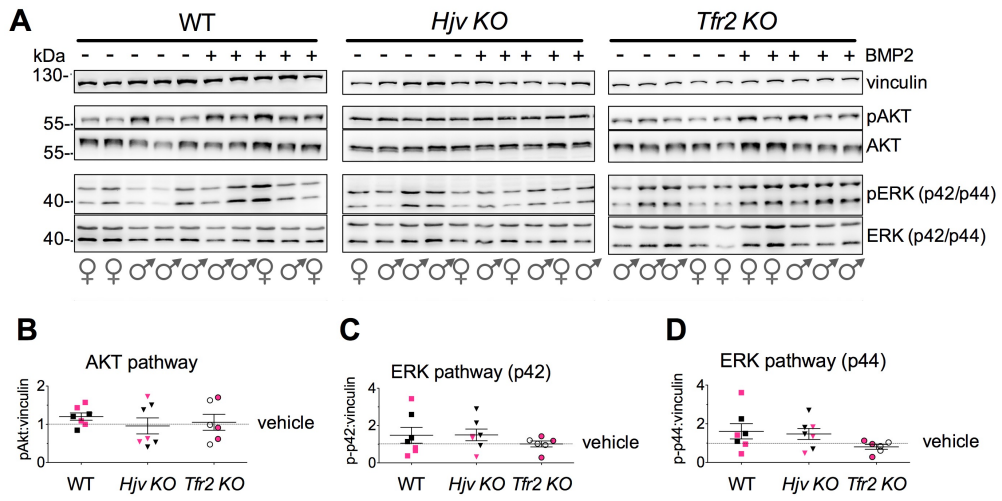 A
WT Hjv KO Tfr2 KO
kDa - - - - - + + + + + - - - - - + + + + + - - - - - + + + + + BMP2
130- vinculin
55- pAKT
55- AKT
40- pERK (p42/p44)
40- ERK (p42/p44)
♀ ♀ ♂ ♂ ♂ ♂ ♂ ♀ ♂ ♀ ♀ ♂ ♂ ♂ ♀ ♂ ♀ ♂ ♀ ♂ ♂ ♂ ♂ ♀ ♀ ♀ ♀ ♂ ♂ ♂
B
AKT pathway
pAkt:vinculin
2
1
0
vehicle
WT Hjv KO Tfr2 KO
C
ERK pathway (p42)
p-p42:vinculin
4
2
0
vehicle
WT Hjv KO Tfr2 KO
D
ERK pathway (p44)
p-p44:vinculin
4
2
0
vehicle
WT Hjv KO Tfr2 KO